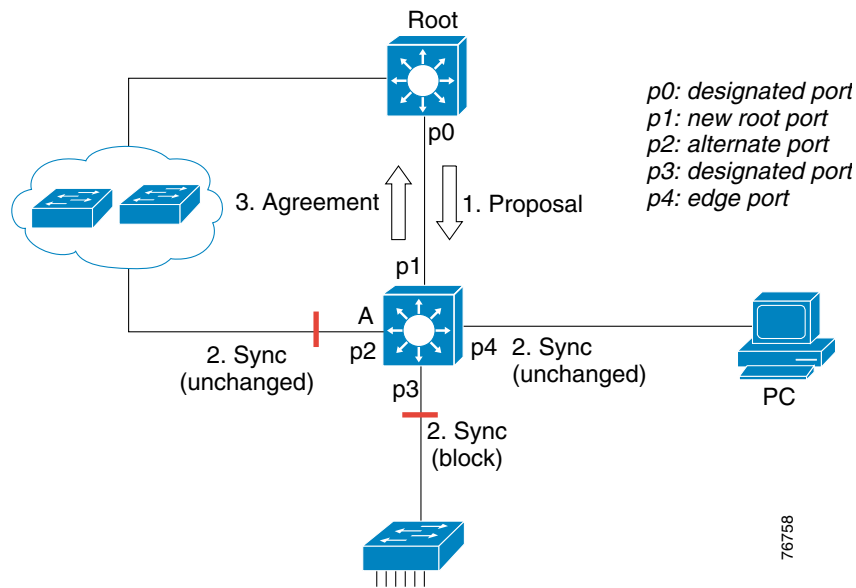 Root
p0
p0: designated port
p1: new root port
p2: alternate port
p3: designated port
p4: edge port
3. Agreement
1. Proposal
p1
A
p2
p4
2. Sync
(unchanged)
2. Sync
(unchanged)
p3
PC
2. Sync
(block)
76758